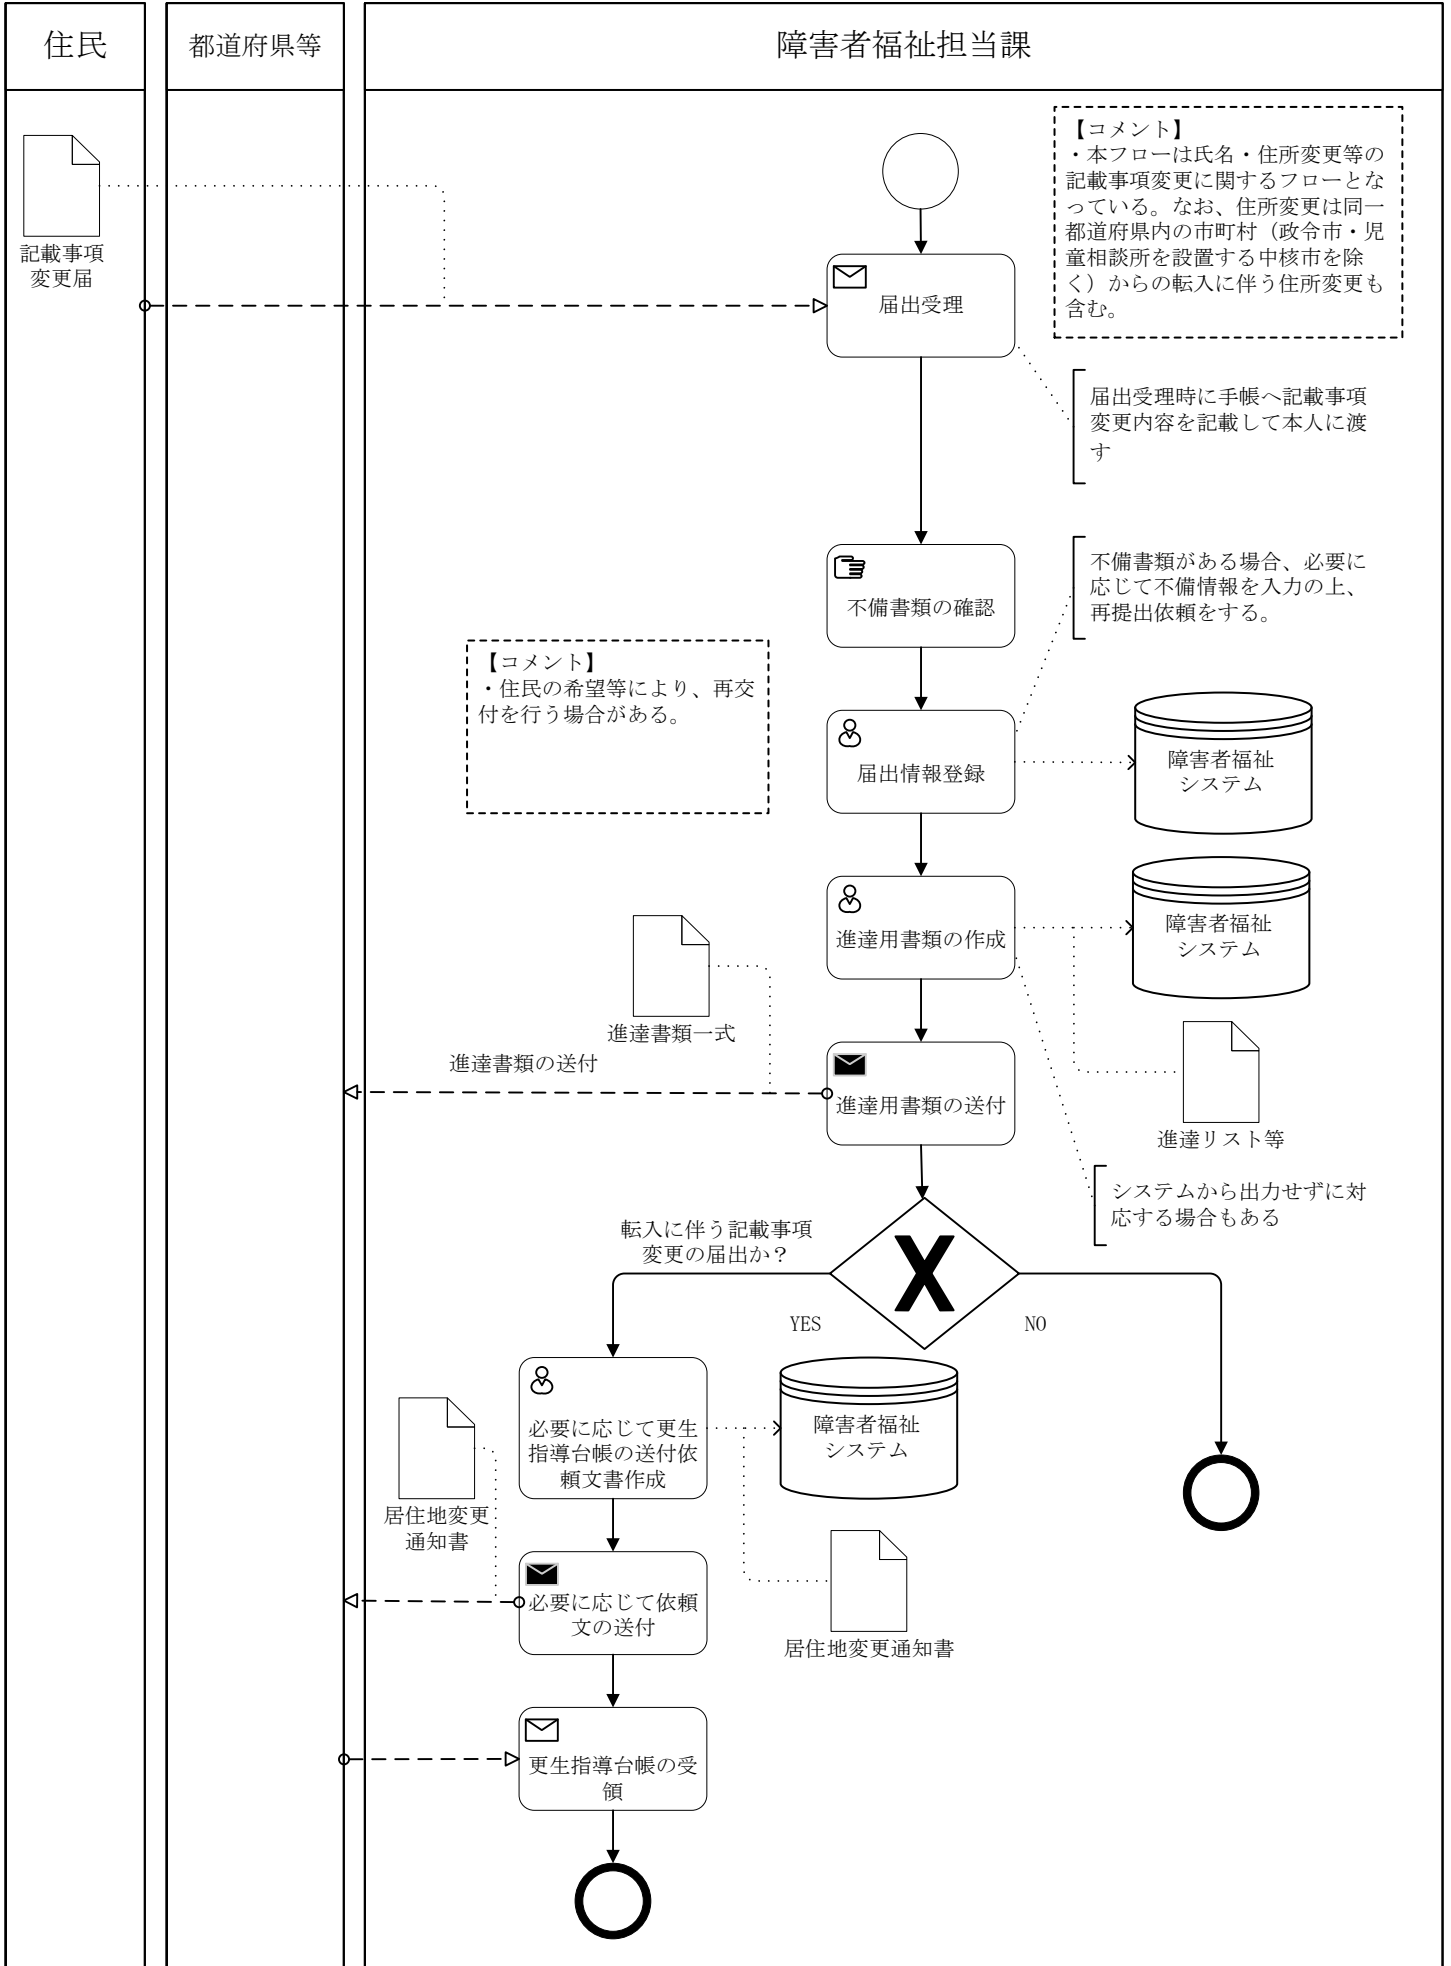 住民
都道府県等
障害者福祉担当課
【コメント】
・本フローは氏名・住所変更等の
記載事項変更に関するフローとな
っている。なお、住所変更は同一
都道府県内の市町村（政令市・児
童相談所を設置する中核市を除
く）からの転入に伴う住所変更も
含む。
記載事項
変更届
届出受理
届出受理時に手帳へ記載事項
変更内容を記載して本人に渡
す
不備書類の確認
不備書類がある場合、必要に
応じて不備情報を入力の上、
再提出依頼をする。
【コメント】
・住民の希望等により、再交
付を行う場合がある。
届出情報登録
障害者福祉
システム
進達用書類の作成
障害者福祉
システム
進達書類一式
進達書類の送付
進達用書類の送付
進達リスト等
システムから出力せずに対
応する場合もある
転入に伴う記載事項
変更の届出か？
YES
NO
必要に応じて更生
指導台帳の送付依
頼文書作成
障害者福祉
システム
居住地変更
通知書
必要に応じて依頼
文の送付
居住地変更通知書
更生指導台帳の受
領